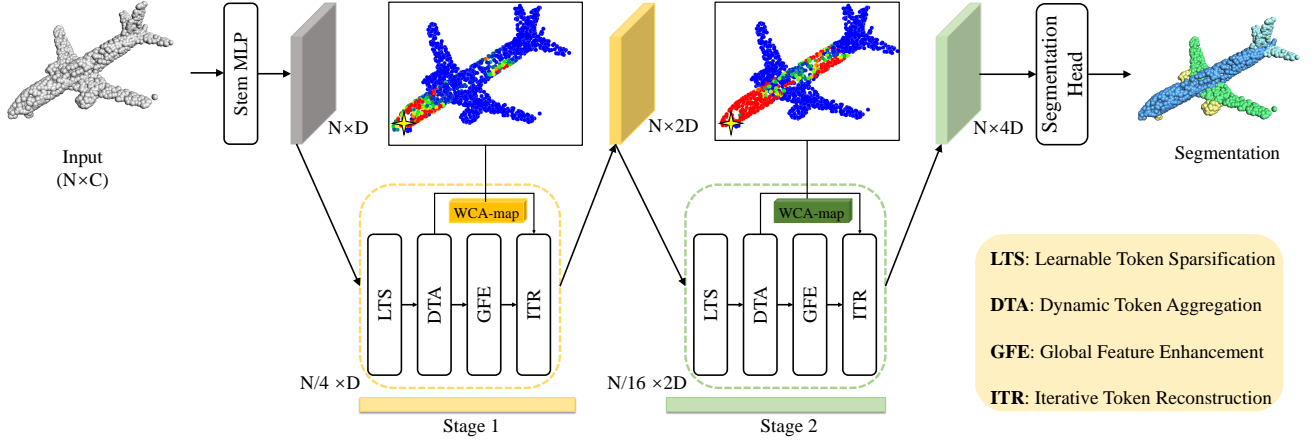 Input
(N×C)
Stem MLP
N×D
WCA-map
LTS
DTA
GFE
ITR
N/4 ×D
Stage 1
N×2D
WCA-map
LTS
DTA
GFE
ITR
N/16 ×2D
Stage 2
N×4D
Segmentation
Head
Segmentation
LTS: Learnable Token Sparsification
DTA: Dynamic Token Aggregation
GFE: Global Feature Enhancement
ITR: Iterative Token Reconstruction